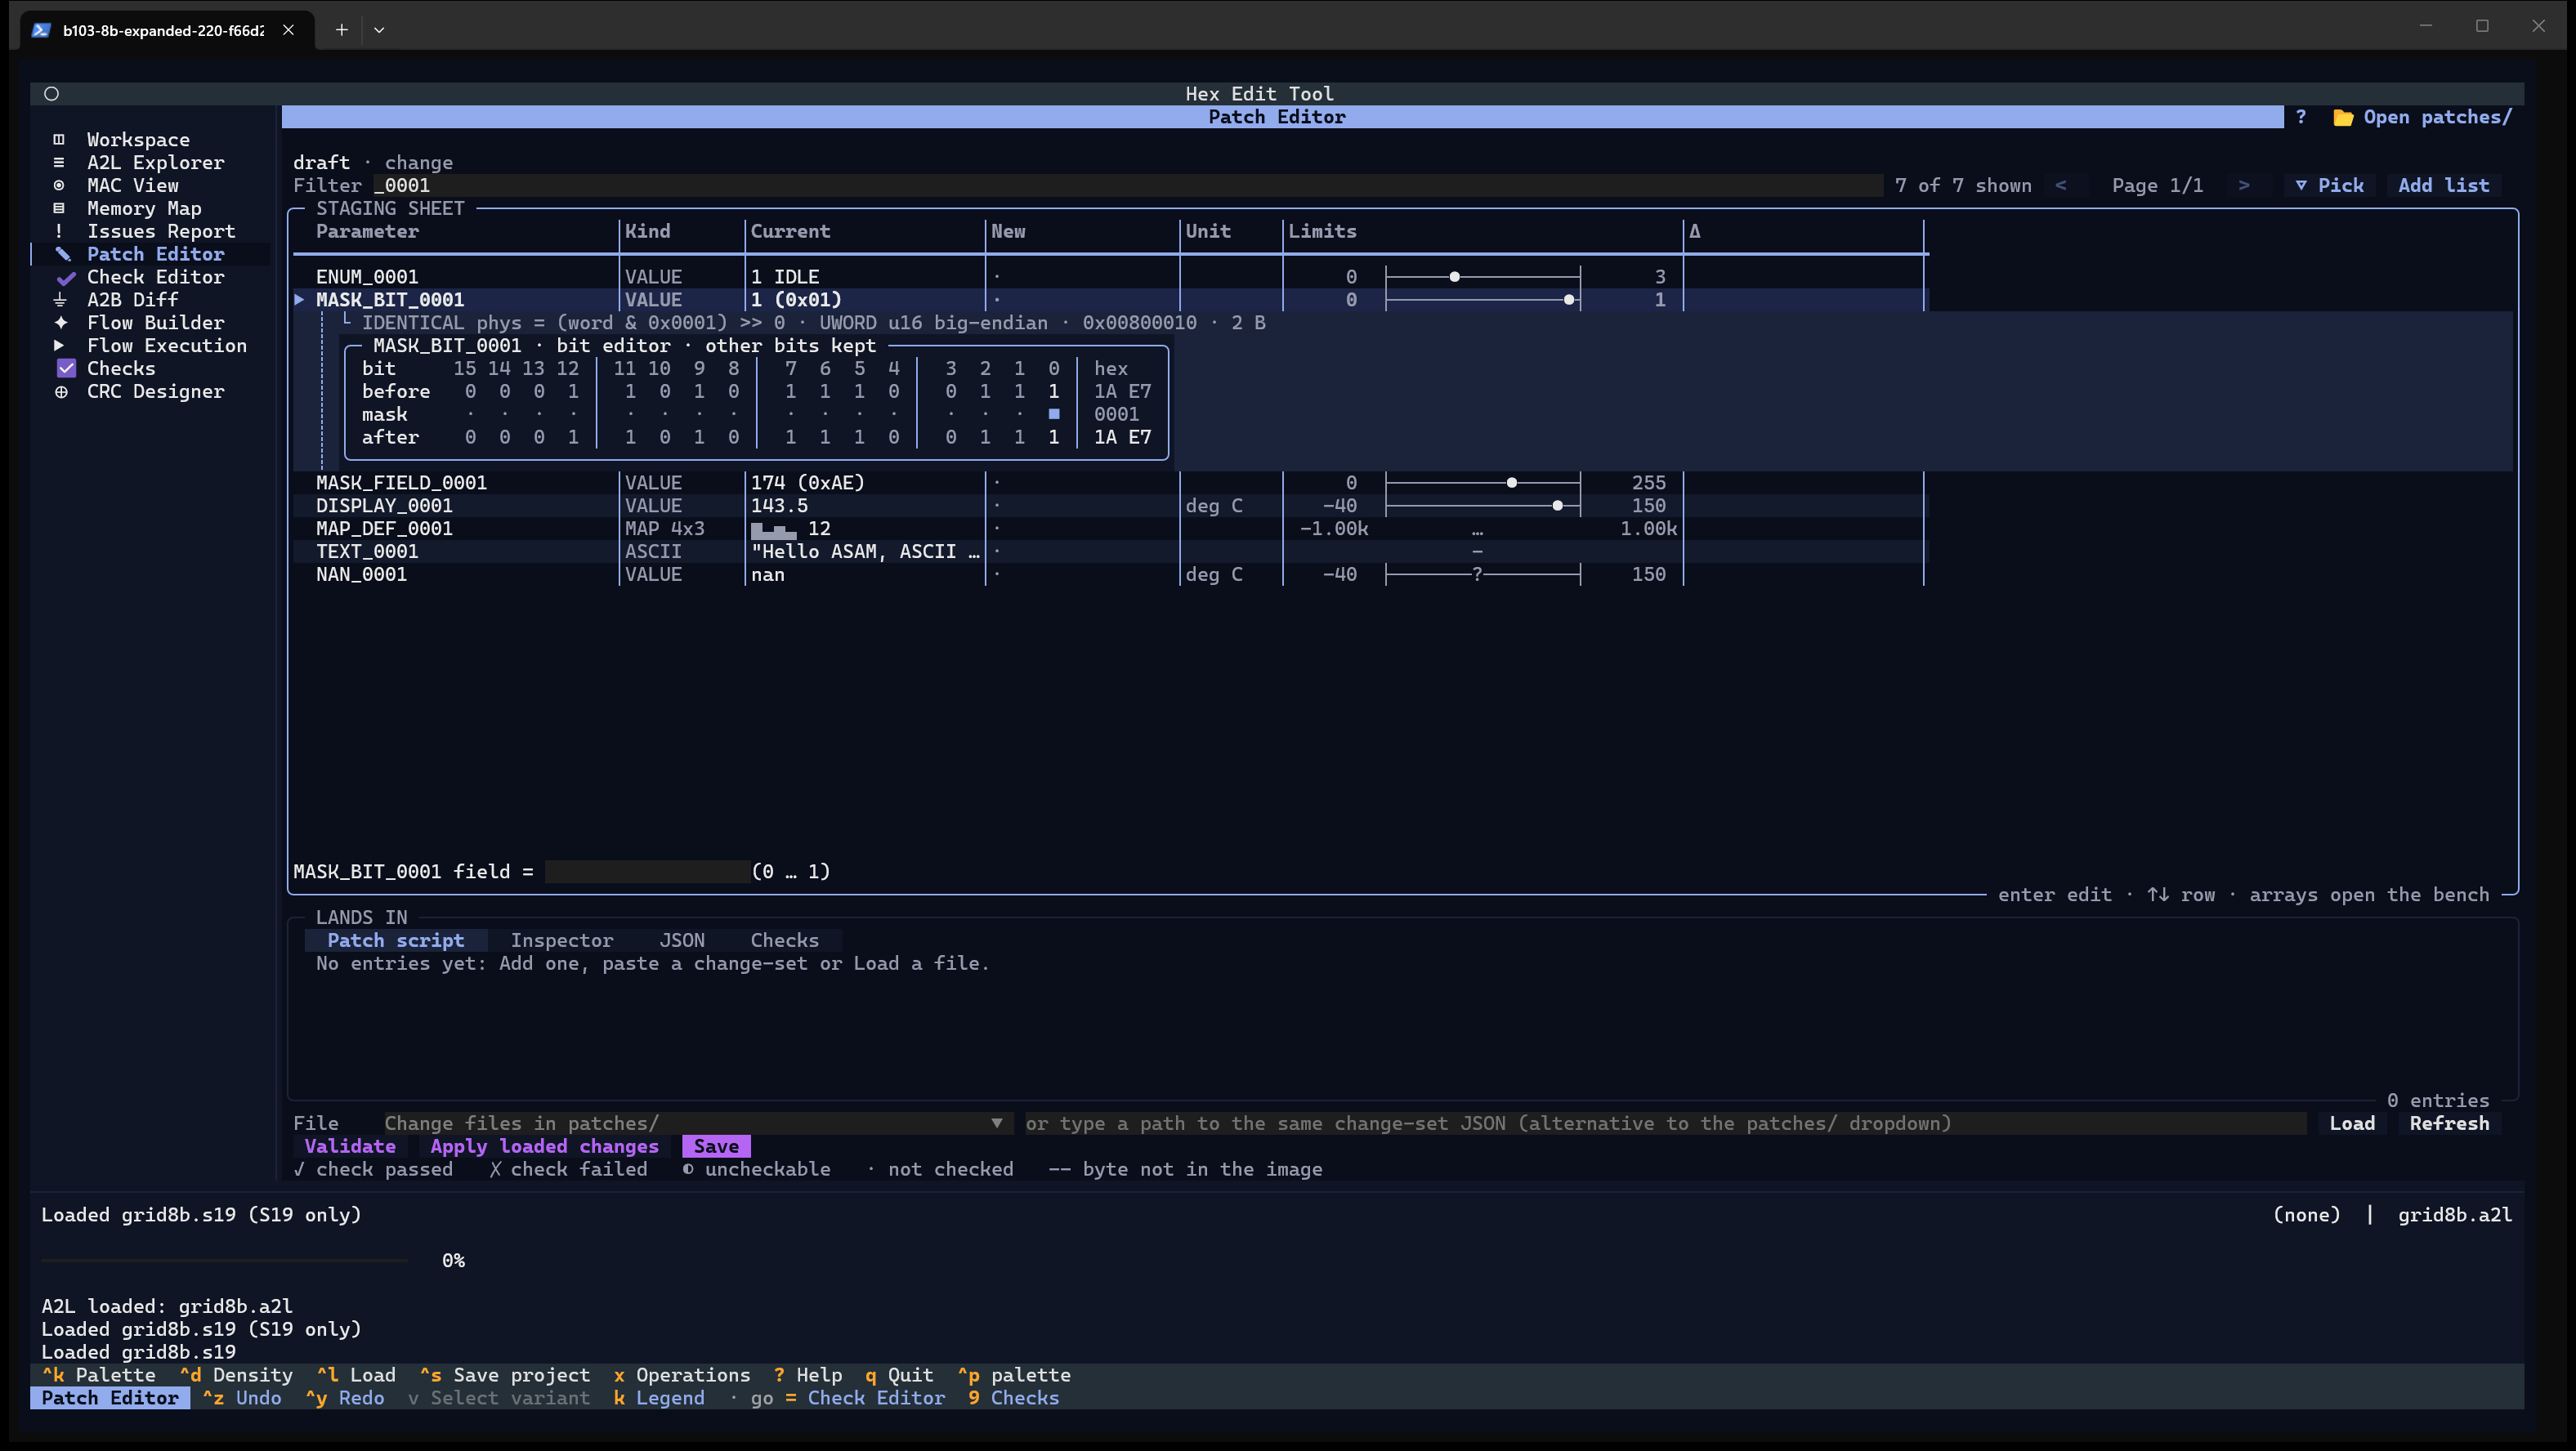 b103-8b-expanded-220-f66d2
Hex Edit Tool
Patch Editor ? Open patches/
Workspace
A2L Explorer
MAC View
Memory Map
! Issues Report
Patch Editor
Check Editor
A2B Diff
Flow Builder
Flow Execution
Checks
CRC Designer
draft · change
Filter _0001 7 of 7 shown < Page 1/1 > ▽ Pick Add list
STAGING SHEET
Parameter Kind Current New Unit Limits Δ
ENUM_0001 VALUE 1 IDLE · 0 3
▶ MASK_BIT_0001 VALUE 1 (0x01) · 0 1
└ IDENTICAL phys = (word & 0x0001) >> 0 · UWORD u16 big-endian · 0x00800010 · 2 B
MASK_BIT_0001 · bit editor · other bits kept
bit 15 14 13 12 11 10 9 8 7 6 5 4 3 2 1 0 hex
before 0 0 0 1 1 0 1 0 1 1 1 0 0 1 1 1 1A E7
mask · · · · · · · · · · · · · · · ■ 0001
after 0 0 0 1 1 0 1 0 1 1 1 0 0 1 1 1 1A E7
MASK_FIELD_0001 VALUE 174 (0xAE) · 0 255
DISPLAY_0001 VALUE 143.5 · deg C −40 150
MAP_DEF_0001 MAP 4x3 12 · −1.00k … 1.00k
TEXT_0001 ASCII "Hello ASAM, ASCII … · −
NAN_0001 VALUE nan · deg C −40 ? 150
MASK_BIT_0001 field = (0 … 1)
enter edit · ↑↓ row · arrays open the bench
LANDS IN
Patch script Inspector JSON Checks
No entries yet: Add one, paste a change-set or Load a file.
0 entries
File Change files in patches/ ▼ or type a path to the same change-set JSON (alternative to the patches/ dropdown) Load Refresh
Validate Apply loaded changes Save
√ check passed ╳ check failed ◐ uncheckable · not checked −− byte not in the image
Loaded grid8b.s19 (S19 only) (none) | grid8b.a2l
0%
A2L loaded: grid8b.a2l
Loaded grid8b.s19 (S19 only)
Loaded grid8b.s19
^k Palette ^d Density ^l Load ^s Save project x Operations ? Help q Quit ^p palette
Patch Editor ^z Undo ^y Redo v Select variant k Legend · go = Check Editor 9 Checks